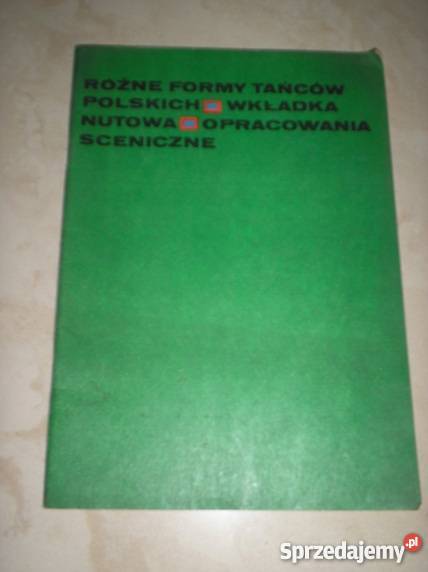 RÓŻNE FORMY TAŃCÓW
POLSKICH WKŁADKA
NUTOWA OPRACOWANIA
SCENICZNE
Sprzedajemy.pl